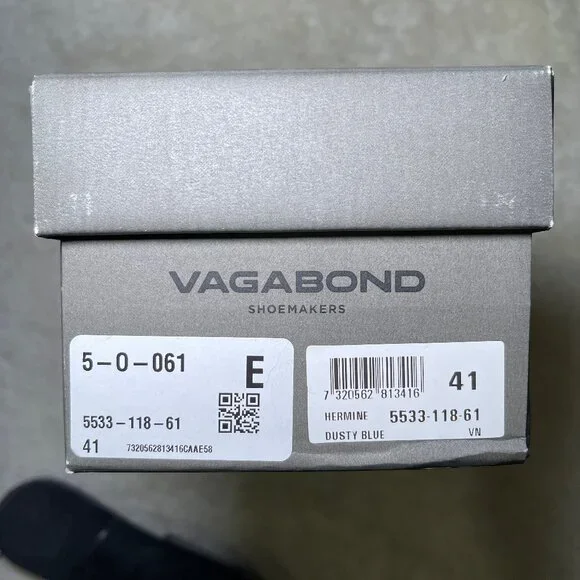 VAGABOND
SHOEMAKERS
5-0-061
E
5533-118-61
41 7320562813416CAAE58
7 320562 813416
41
HERMINE 5533-118-61
DUSTY BLUE VN